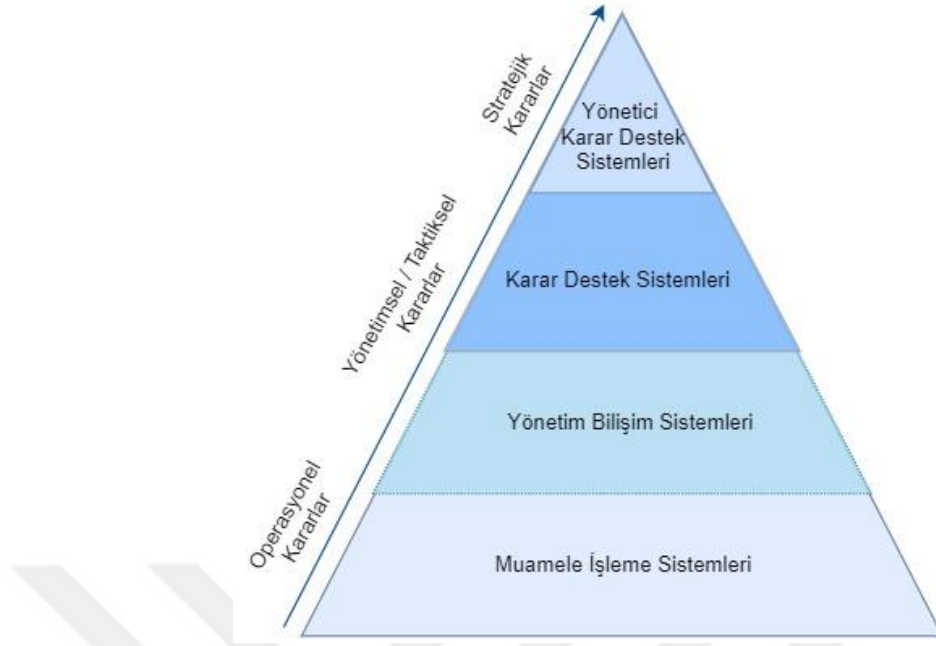 Stratejik
Kararlar
Yönetici
Karar Destek
Sistemleri
Yönetimsel / Taktiksel
Kararlar
Karar Destek Sistemleri
Yönetim Bilişim Sistemleri
Operasyonel
Kararlar
Muamele İşleme Sistemleri